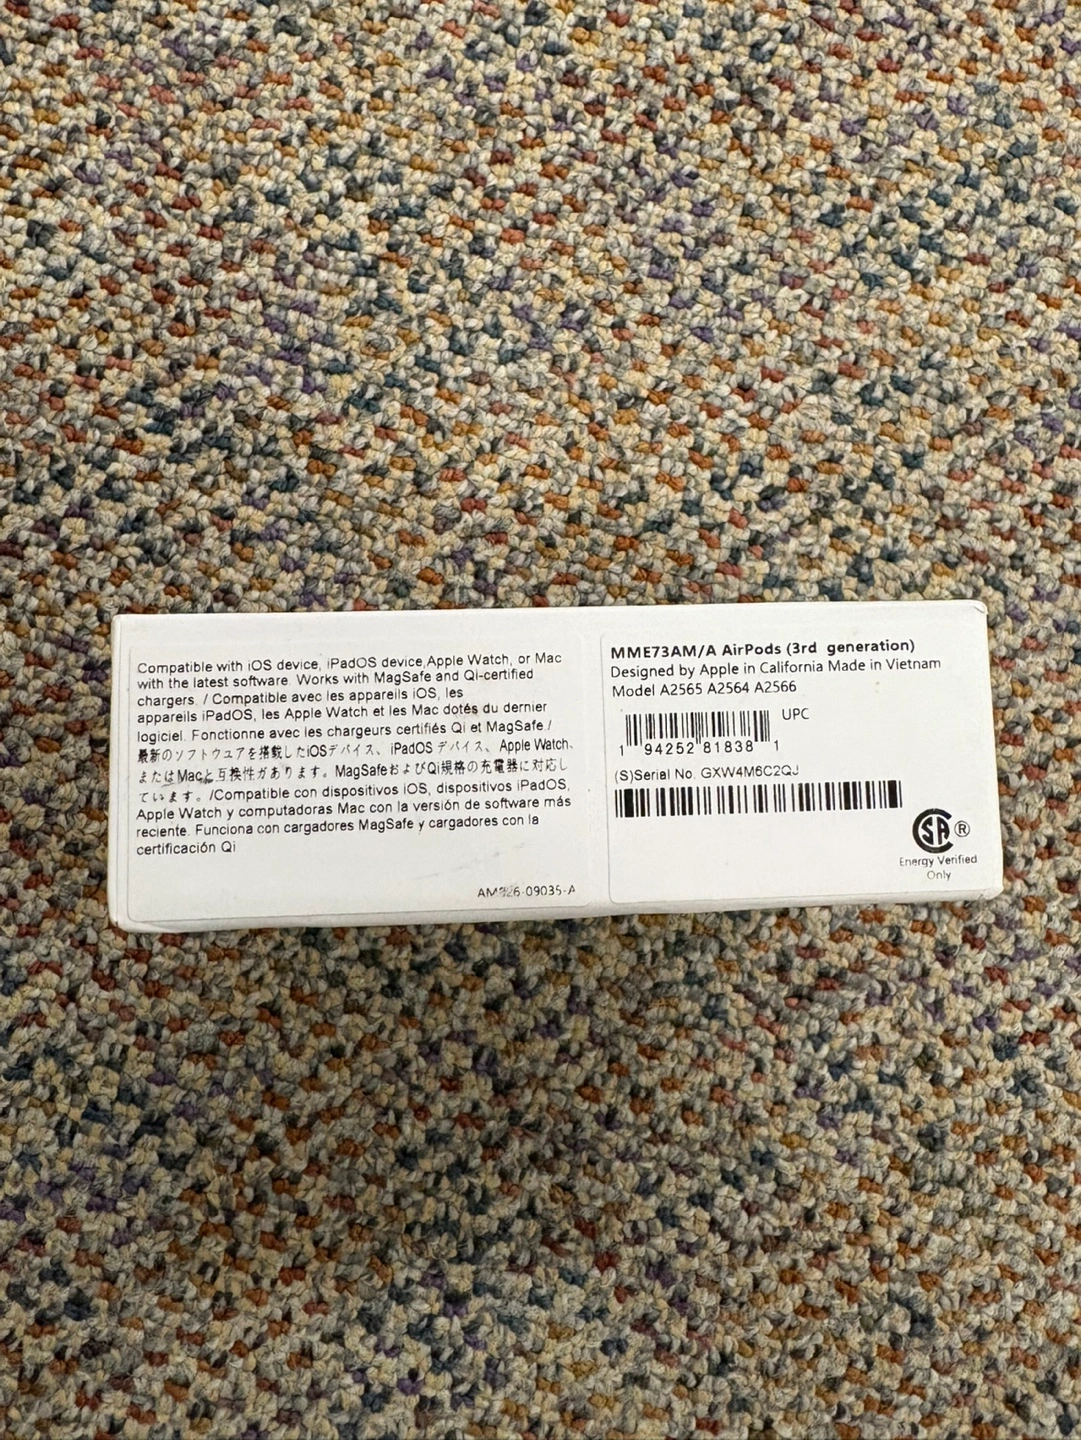 Compatible with iOS device, iPadOS device,Apple Watch, or Mac
with the latest software. Works with MagSafe and Qi-certified
chargers. / Compatible avec les appareils iOS, les
appareils iPadOS, les Apple Watch et les Mac dotés du dernier
logiciel. Fonctionne avec les chargeurs certifiés Qi et MagSafe /
最新のソフトウェアを搭載したiOSデバイス、iPadOS デバイス、Apple Watch、
またはMacと互換性があります。MagSafeおよびQi規格の充電器に対応し
ています。/Compatible con dispositivos iOS, dispositivos iPadOS,
Apple Watch y computadoras Mac con la versión de software más
reciente. Funciona con cargadores MagSafe y cargadores con la
certificación Qi
MME73AM/A AirPods (3rd generation)
Designed by Apple in California Made in Vietnam
Model A2565 A2564 A2566
UPC
1 94252 81838 1
(S)Serial No. GXW4M6C2QJ
CSA ®
Energy Verified
Only